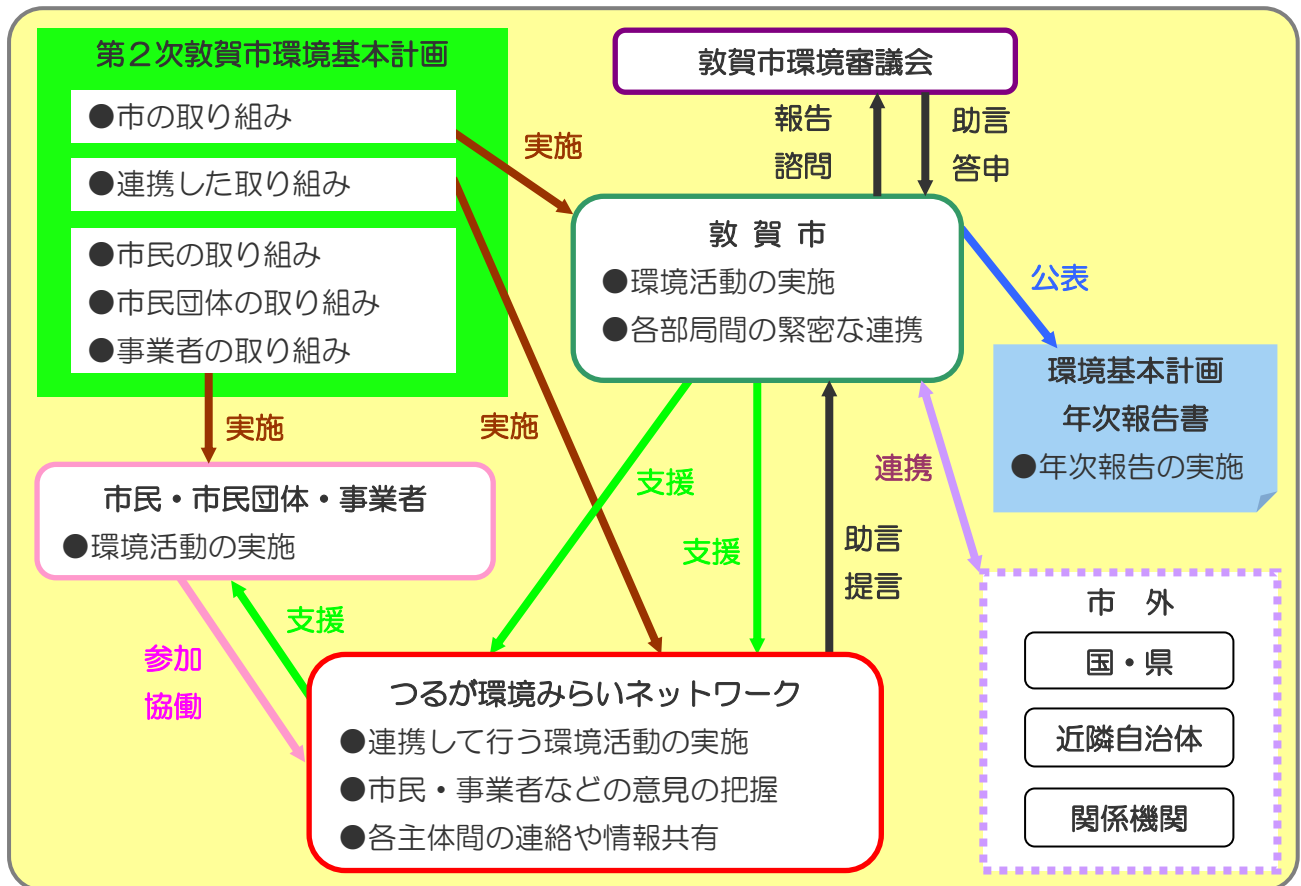 第２次敦賀市環境基本計画
●市の取り組み
●連携した取り組み
●市民の取り組み
●市民団体の取り組み
●事業者の取り組み
敦賀市環境審議会
報告
諮問
助言
答申
実施
敦 賀 市
●環境活動の実施
●各部局間の緊密な連携
公表
環境基本計画
年次報告書
●年次報告の実施
実施
実施
市民・市民団体・事業者
●環境活動の実施
支援
支援
連携
助言
提言
支援
参加
協働
つるが環境みらいネットワーク
●連携して行う環境活動の実施
●市民・事業者などの意見の把握
●各主体間の連絡や情報共有
市　外
国・県
近隣自治体
関係機関